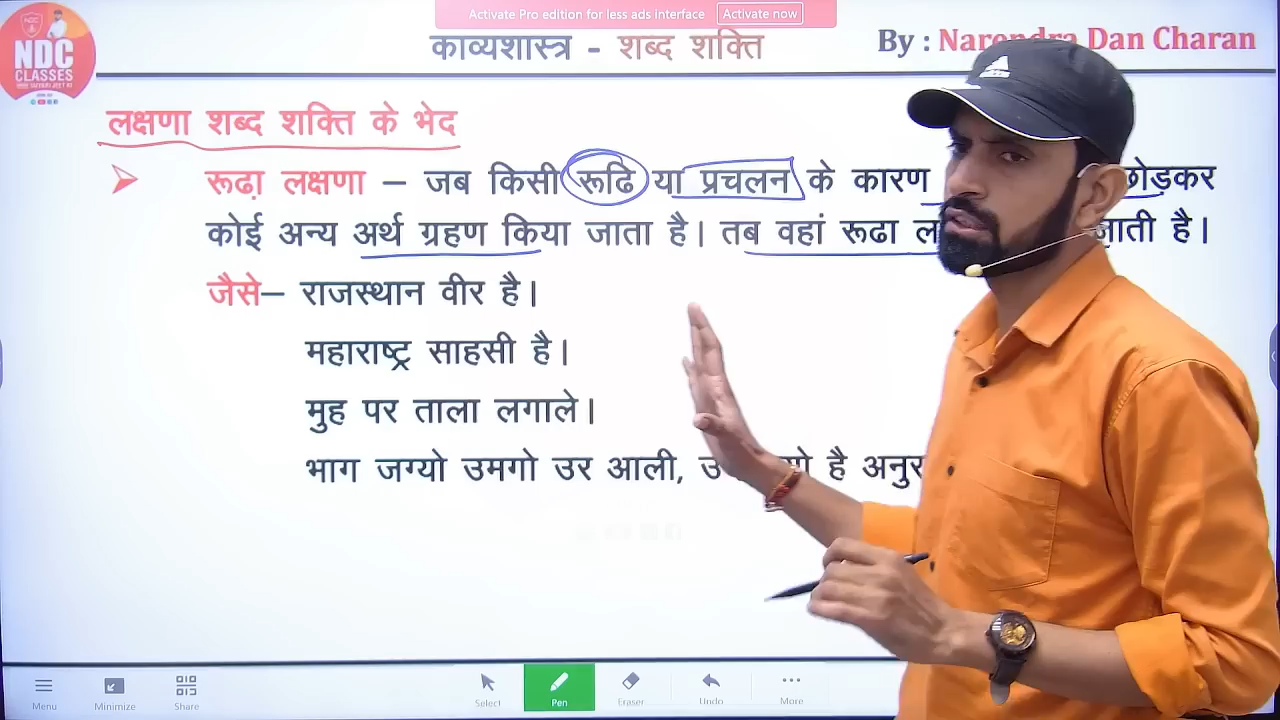 Activate Pro edition for less ads interface Activate now
NDC
CLASSES
काव्यशास्त्र - शब्द शक्ति
By : Narendra Dan Charan
लक्षणा शब्द शक्ति के भेद
रूढा़ लक्षणा – जब किसी रूढि या प्रचलन के कारण छोड़कर
कोई अन्य अर्थ ग्रहण किया जाता है। तब वहां रूढा जाती है।
जैसे– राजस्थान वीर है।
महाराष्ट्र साहसी है।
मुह पर ताला लगाले।
भाग जग्यो उमगो उर आली, है
Menu Minimize Share Select Pen Eraser Undo More